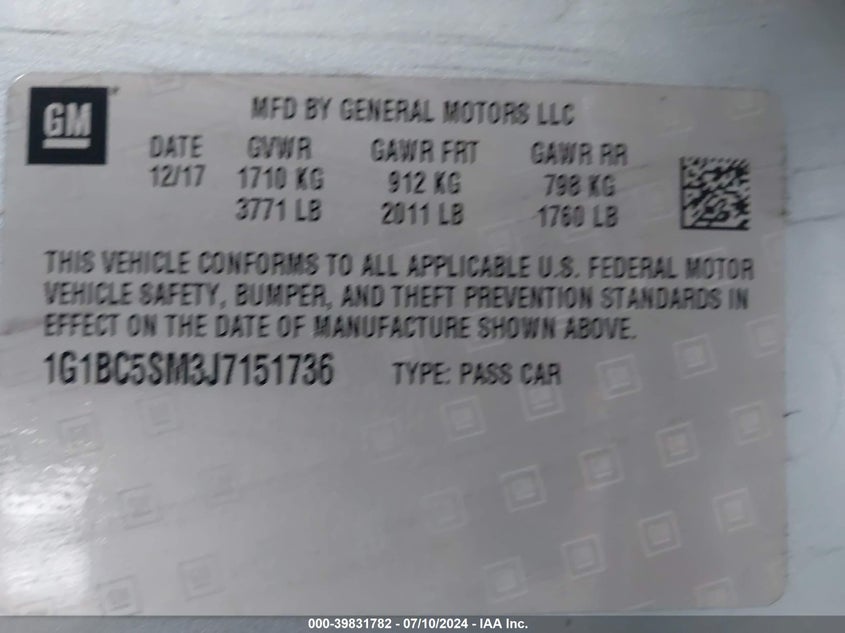 GM
MFD BY GENERAL MOTORS LLC
DATE GVWR GAWR FRT GAWR RR
12/17 1710 KG 912 KG 798 KG
3771 LB 2011 LB 1760 LB
THIS VEHICLE CONFORMS TO ALL APPLICABLE U.S. FEDERAL MOTOR
VEHICLE SAFETY, BUMPER, AND THEFT PREVENTION STANDARDS IN
EFFECT ON THE DATE OF MANUFACTURE SHOWN ABOVE.
1G1BC5SM3J7151736 TYPE: PASS CAR
000-39831782 - 07/10/2024 - IAA Inc.